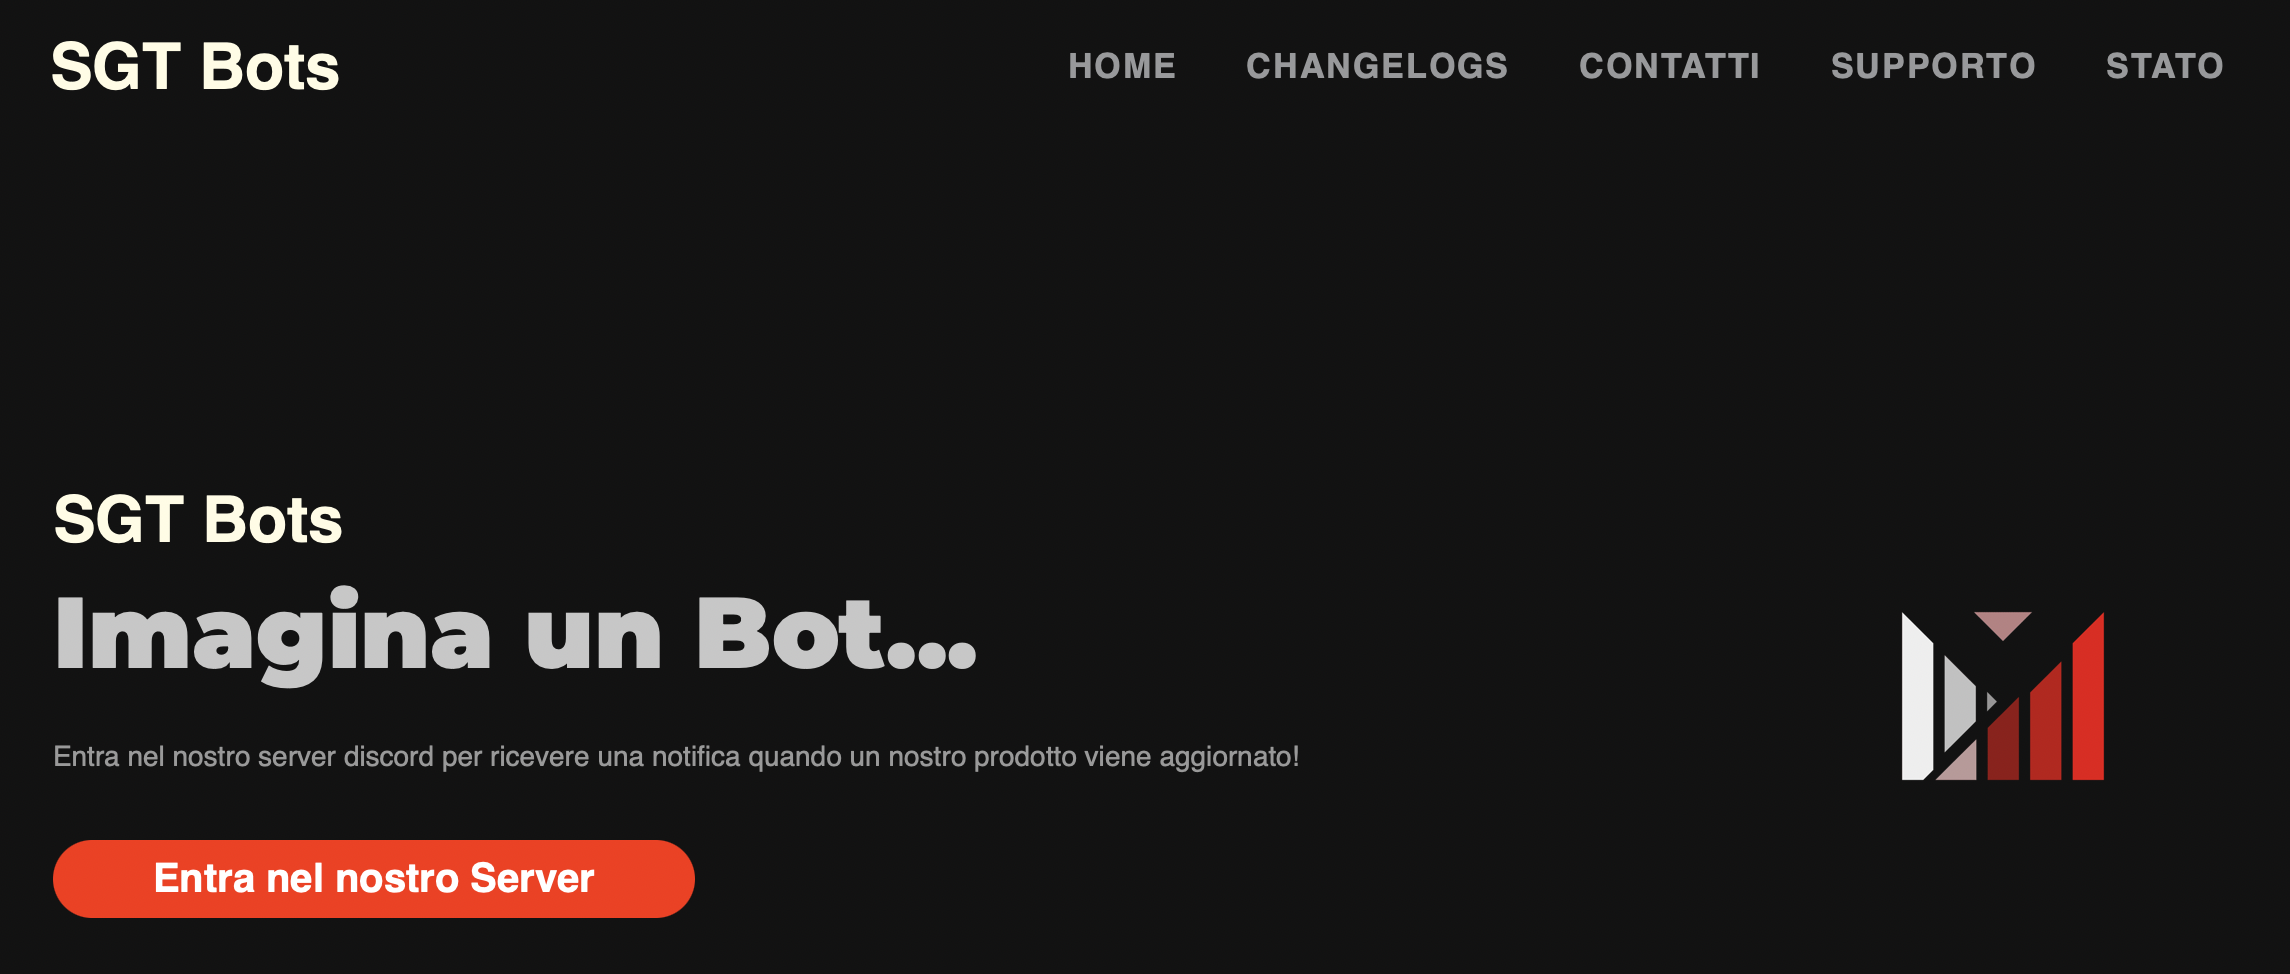 SGT Bots
HOME CHANGELOGS CONTATTI SUPPORTO STATO
SGT Bots
Imagina un Bot...
Entra nel nostro server discord per ricevere una notifica quando un nostro prodotto viene aggiornato!
Entra nel nostro Server